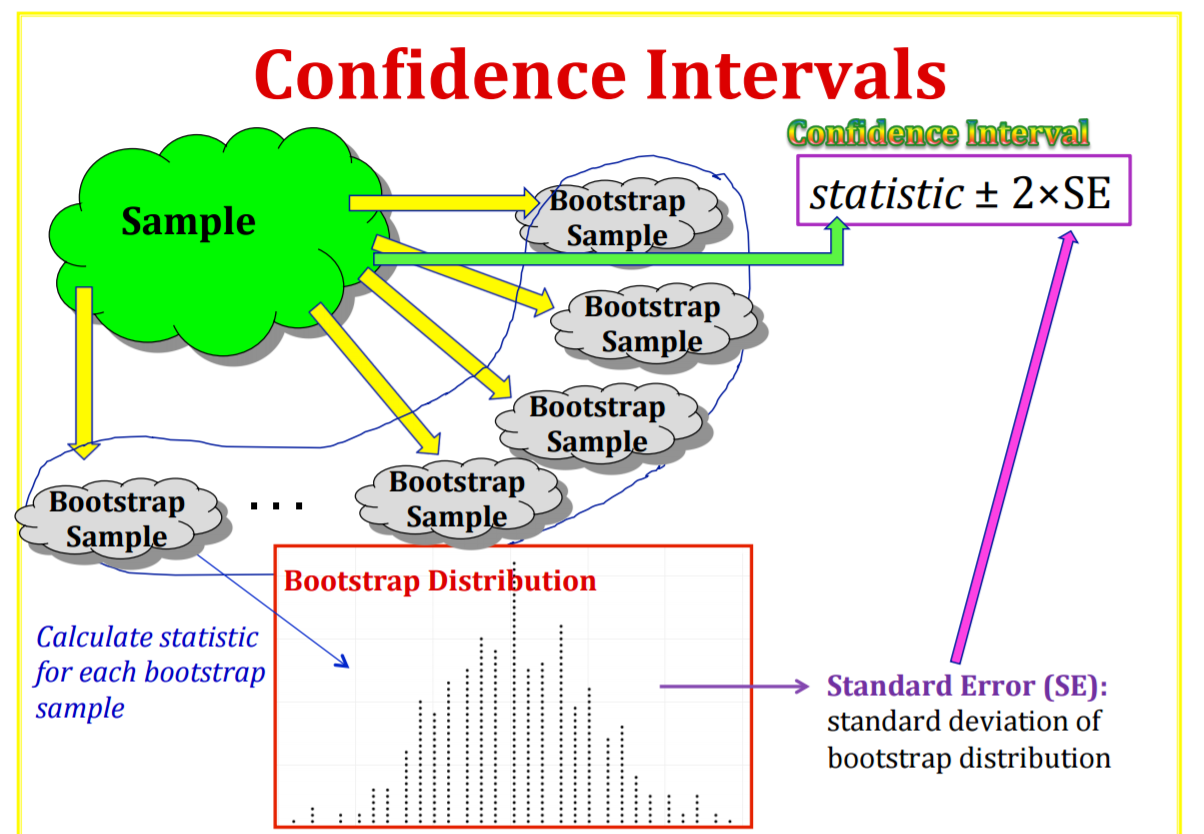 Confidence Intervals
Confidence Interval
statistic ± 2×SE
Sample
Bootstrap
Sample
Bootstrap
Sample
Bootstrap
Sample
Bootstrap
Sample
Bootstrap
Sample
. . .
Bootstrap Distribution
Calculate statistic
for each bootstrap
sample
Standard Error (SE):
standard deviation of
bootstrap distribution